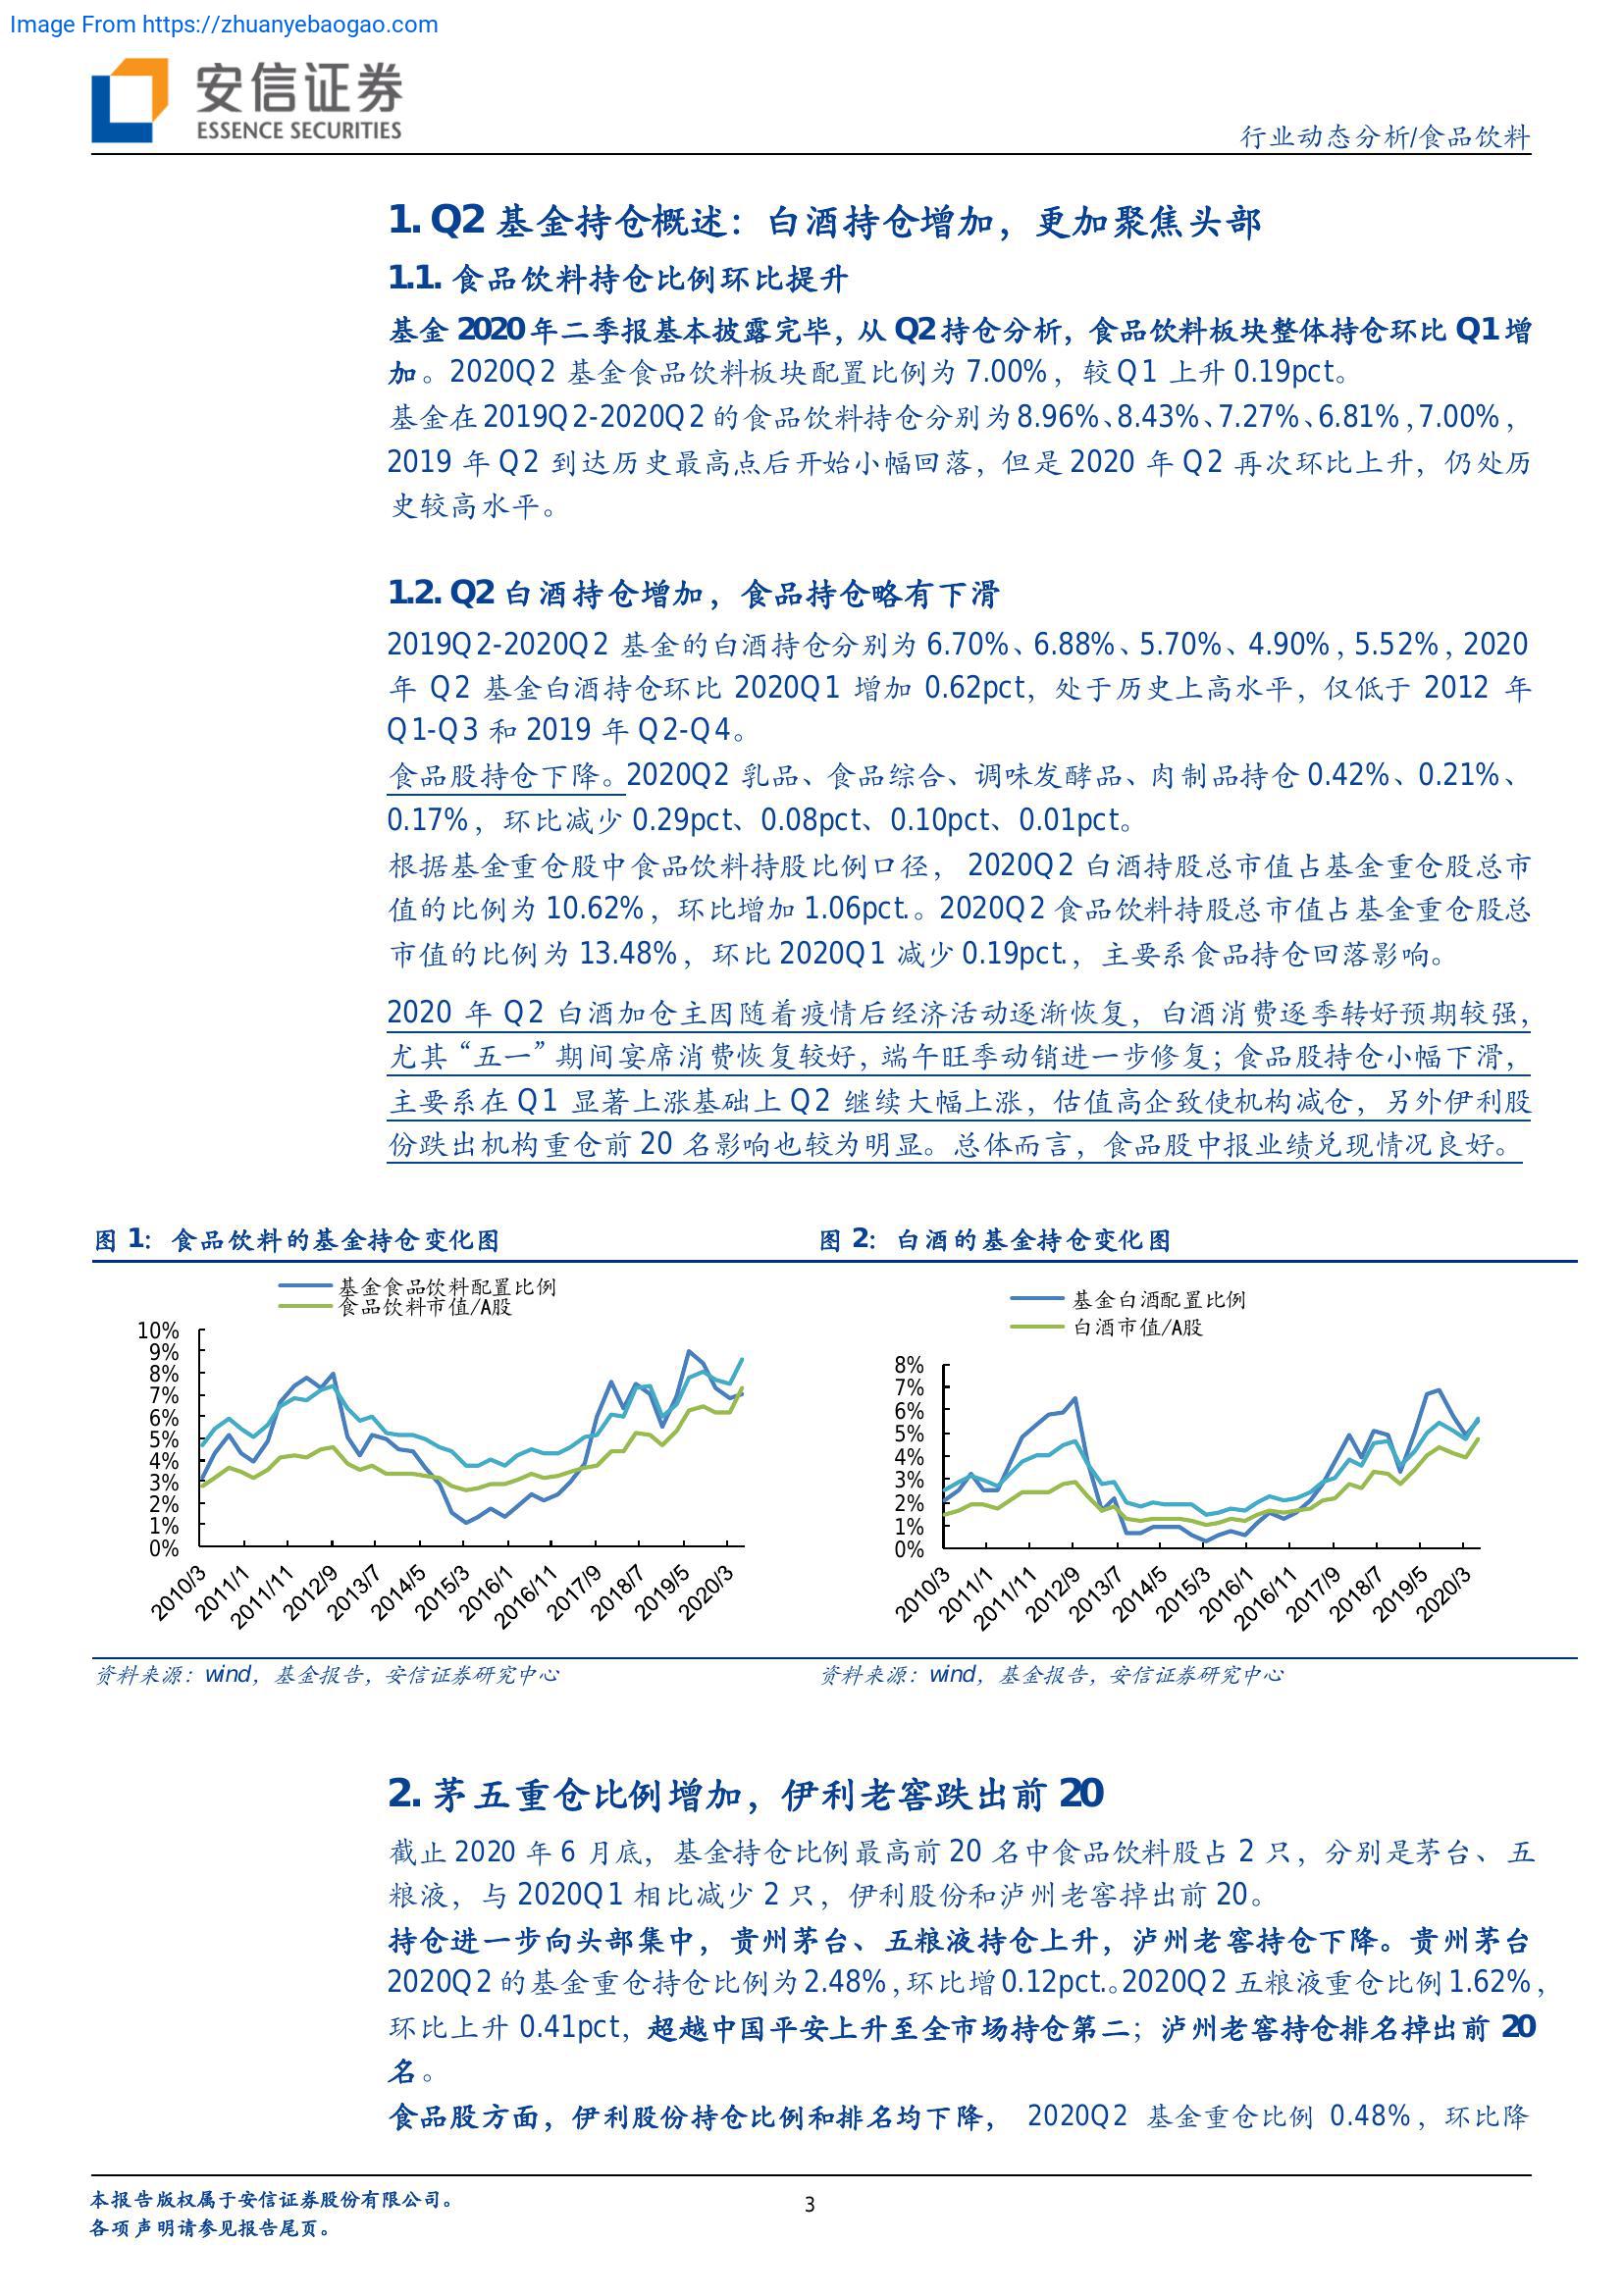 Image From https://zhuanyebaogao.com
安信证券
ESSENCE SECURITIES
行业动态分析/食品饮料
1. Q2 基金持仓概述：白酒持仓增加，更加聚焦头部
1.1. 食品饮料持仓比例环比提升
基金 2020 年二季报基本披露完毕，从 Q2 持仓分析，食品饮料板块整体持仓环比 Q1 增
加。2020Q2 基金食品饮料板块配置比例为 7.00%，较 Q1 上升 0.19pct。
基金在 2019Q2-2020Q2 的食品饮料持仓分别为 8.96%、8.43%、7.27%、6.81%，7.00%，
2019 年 Q2 到达历史最高点后开始小幅回落，但是 2020 年 Q2 再次环比上升，仍处历
史较高水平。
1.2. Q2 白酒持仓增加，食品持仓略有下滑
2019Q2-2020Q2 基金的白酒持仓分别为 6.70%、6.88%、5.70%、4.90%，5.52%，2020
年 Q2 基金白酒持仓环比 2020Q1 增加 0.62pct，处于历史上高水平，仅低于 2012 年
Q1-Q3 和 2019 年 Q2-Q4。
食品股持仓下降。2020Q2 乳品、食品综合、调味发酵品、肉制品持仓 0.42%、0.21%、
0.17%，环比减少 0.29pct、0.08pct、0.10pct、0.01pct。
根据基金重仓股中食品饮料持股比例口径，2020Q2 白酒持股总市值占基金重仓股总市
值的比例为 10.62%，环比增加 1.06pct.。2020Q2 食品饮料持股总市值占基金重仓股总
市值的比例为 13.48%，环比 2020Q1 减少 0.19pct.，主要系食品持仓回落影响。
2020 年 Q2 白酒加仓主因随着疫情后经济活动逐渐恢复，白酒消费逐季转好预期较强，
尤其“五一”期间宴席消费恢复较好，端午旺季动销进一步修复；食品股持仓小幅下滑，
主要系在 Q1 显著上涨基础上 Q2 继续大幅上涨，估值高企致使机构减仓，另外伊利股
份跌出机构重仓前 20 名影响也较为明显。总体而言，食品股中报业绩兑现情况良好。
图 1：食品饮料的基金持仓变化图
基金食品饮料配置比例
食品饮料市值/A股
10%
9%
8%
7%
6%
5%
4%
3%
2%
1%
0%
2010/3
2011/1
2011/11
2012/9
2013/7
2014/5
2015/3
2016/1
2016/11
2017/9
2018/7
2019/5
2020/3
资料来源：wind，基金报告，安信证券研究中心
图 2：白酒的基金持仓变化图
基金白酒配置比例
白酒市值/A股
8%
7%
6%
5%
4%
3%
2%
1%
0%
2010/3
2011/1
2011/11
2012/9
2013/7
2014/5
2015/3
2016/1
2016/11
2017/9
2018/7
2019/5
2020/3
资料来源：wind，基金报告，安信证券研究中心
2. 茅五重仓比例增加，伊利老窖跌出前 20
截止 2020 年 6 月底，基金持仓比例最高前 20 名中食品饮料股占 2 只，分别是茅台、五
粮液，与 2020Q1 相比减少 2 只，伊利股份和泸州老窖掉出前 20。
持仓进一步向头部集中，贵州茅台、五粮液持仓上升，泸州老窖持仓下降。贵州茅台
2020Q2 的基金重仓持仓比例为 2.48%，环比增 0.12pct.。2020Q2 五粮液重仓比例 1.62%，
环比上升 0.41pct，超越中国平安上升至全市场持仓第二；泸州老窖持仓排名掉出前 20
名。
食品股方面，伊利股份持仓比例和排名均下降， 2020Q2 基金重仓比例 0.48%，环比降
本报告版权属于安信证券股份有限公司。
各项声明请参见报告尾页。
3